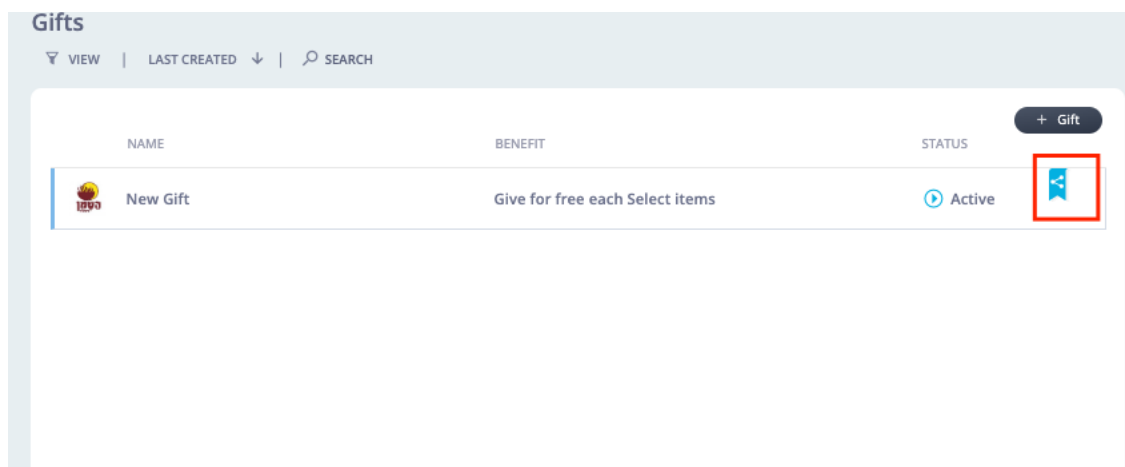 Gifts
VIEW | LAST CREATED | SEARCH
+ Gift
NAME BENEFIT STATUS
New Gift Give for free each Select items Active